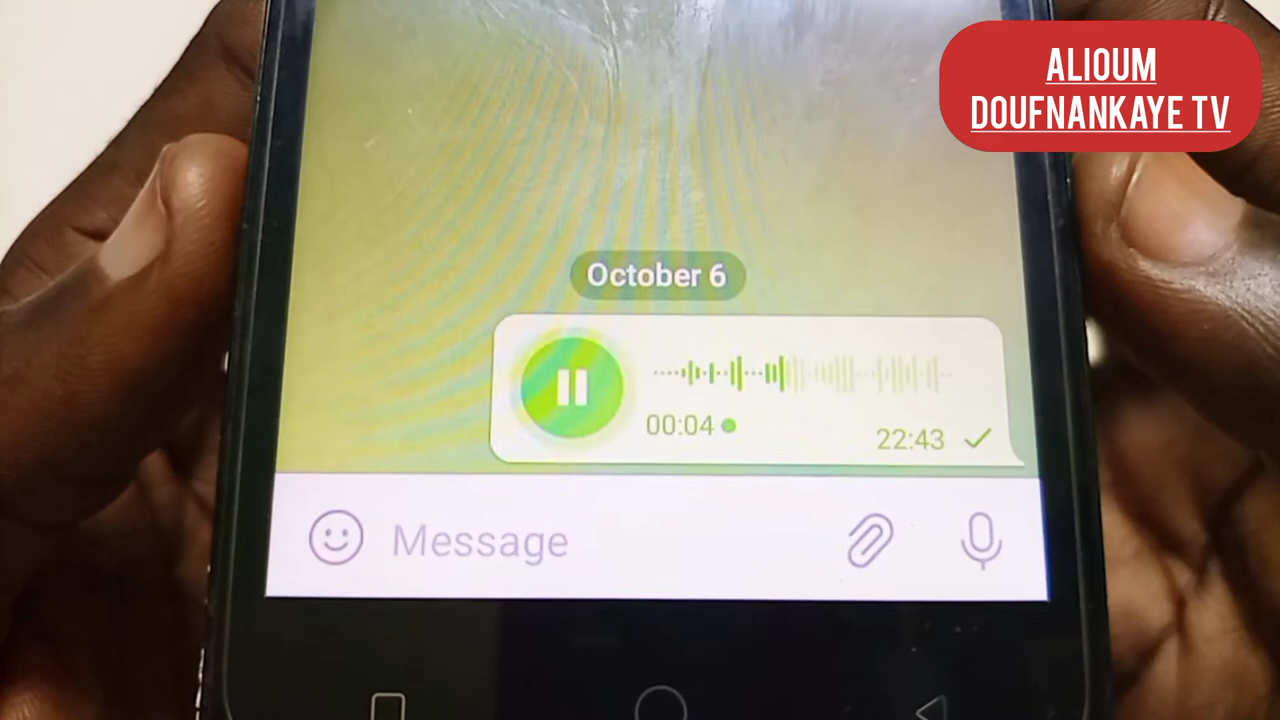 ALIOUM
DOUFNANKAYE TV
October 6
00:04
22:43
Message